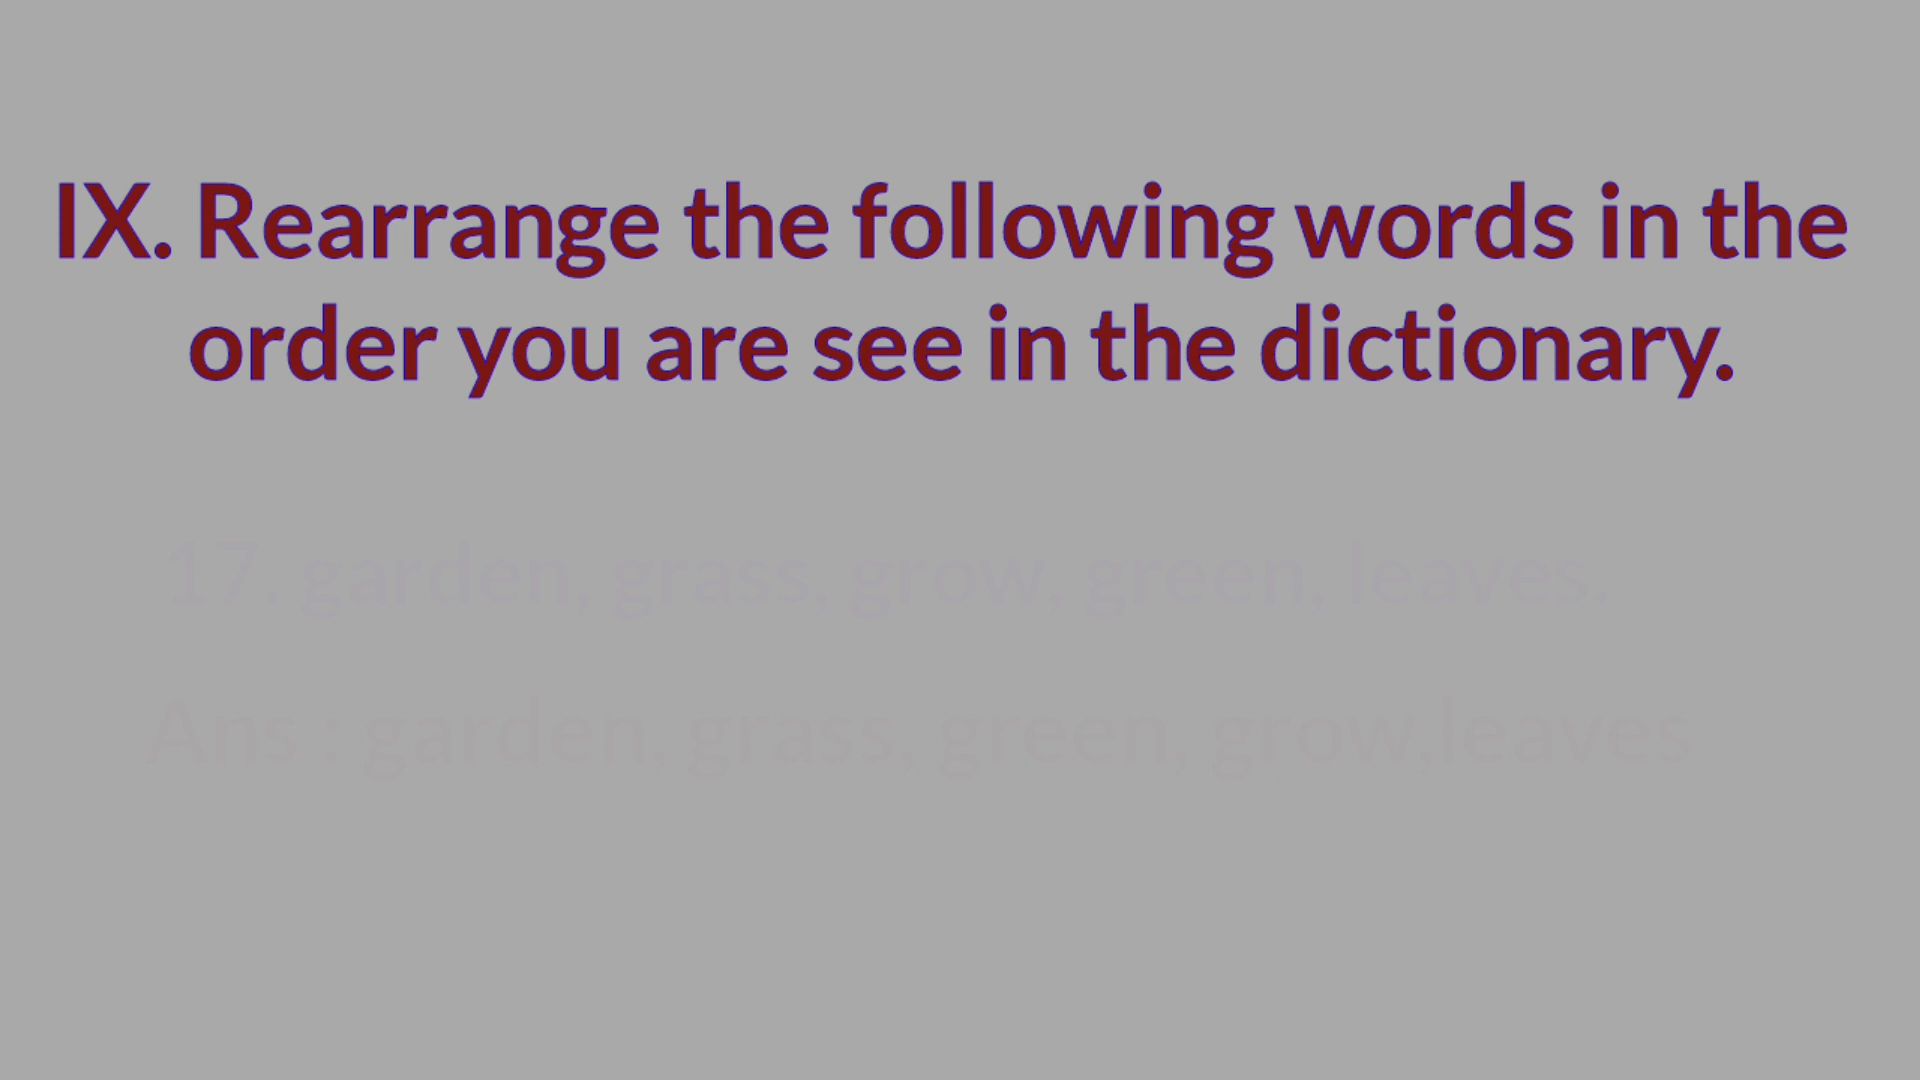 IX. Rearrange the following words in the
order you are see in the dictionary.
17. garden, grass, grow, green, leaves.
Ans : garden, grass, green, grow,leaves